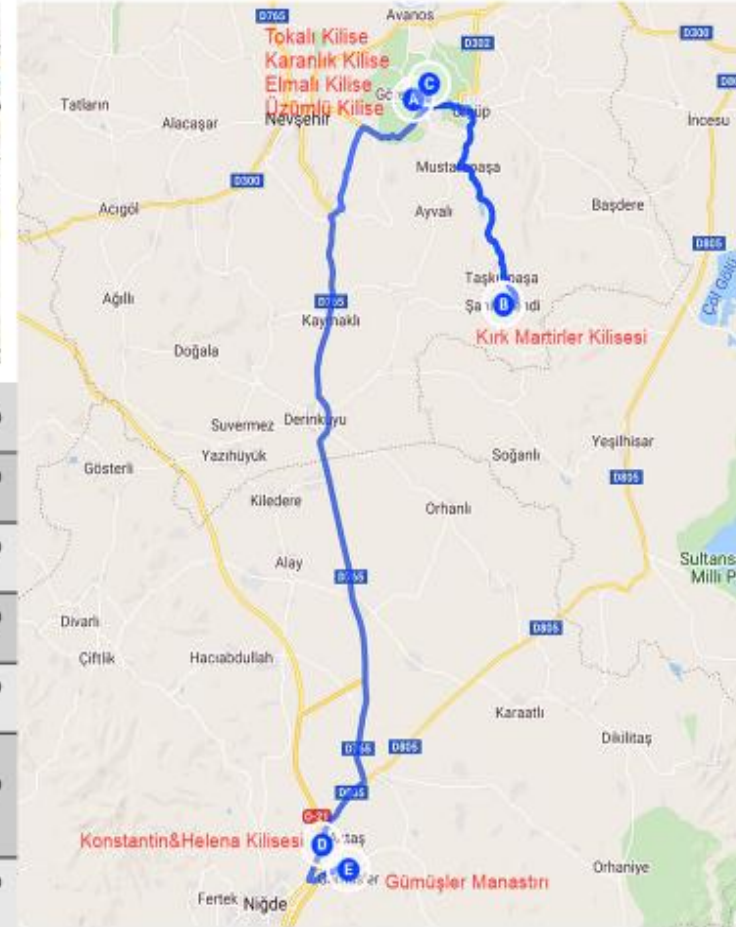 Avanos
D765
Tokalı Kilise
D302
D300
Karanlık Kilise
C
Elmalı Kilise
A
Tatların
Üzümlü Kilise
Nevşehir
Alacaşar
İncesu
Mustafapaşa
D300
Acıgöl
Ayvalı
Başdere
D805
Taşkınpaşa
Ağıllı
D765
B
Kaymaklı
Kırk Martirler Kilisesi
Doğala
Suvermez
Derinkuyu
Yazıhüyük
Soğanlı
Yeşilhisar
Gösterli
D805
Kiledere
Orhanlı
Alay
D765
Sultans
Milli P
Divarlı
D805
Çiftlik
Hacıabdullah
Karaatlı
Dikilitaş
D765
D805
D805
O-21
Konstantin&Helena Kilisesi
D
E
Gümüşler Manastırı
Orhaniye
Fertek
Niğde